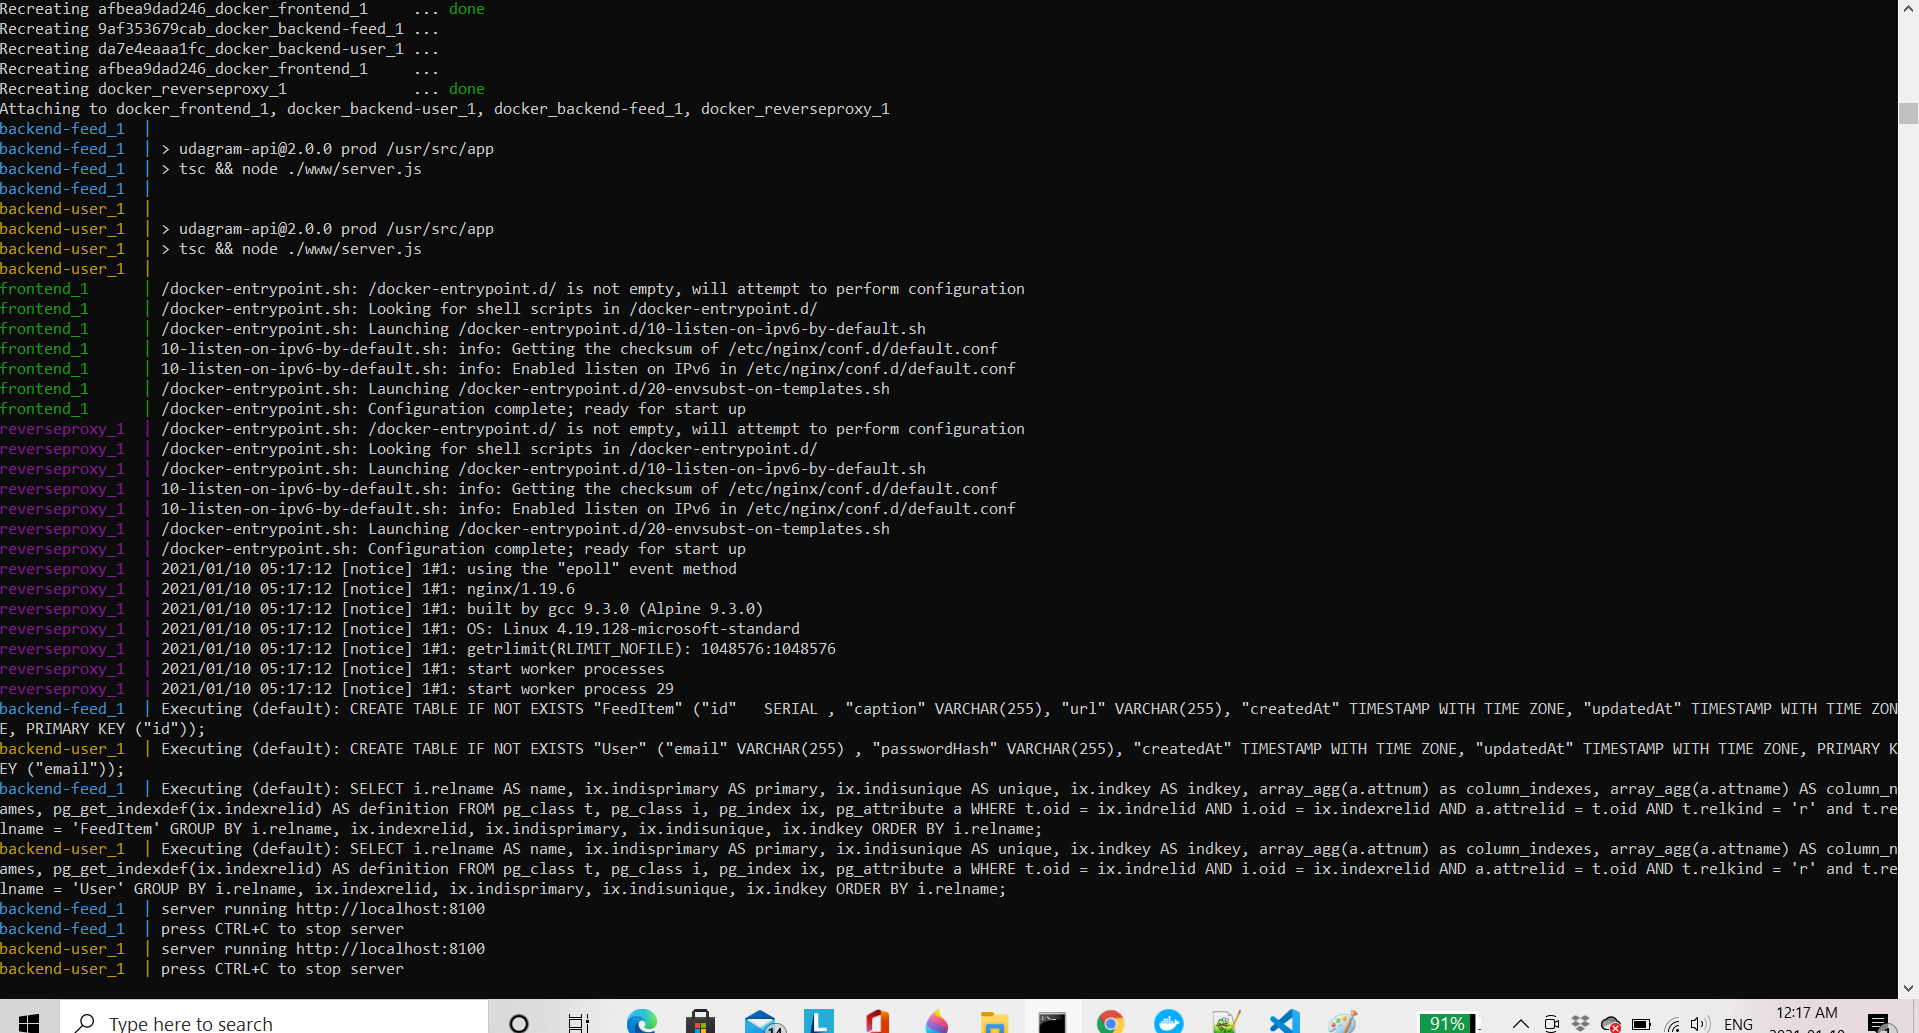 Recreating afbea9dad246_docker_frontend_1     ... done
Recreating 9af353679cab_docker_backend-feed_1 ...
Recreating da7e4eaaa1fc_docker_backend-user_1 ...
Recreating afbea9dad246_docker_frontend_1     ...
Recreating docker_reverseproxy_1              ... done
Attaching to docker_frontend_1, docker_backend-user_1, docker_backend-feed_1, docker_reverseproxy_1
backend-feed_1  |
backend-feed_1  | > udagram-api@2.0.0 prod /usr/src/app
backend-feed_1  | > tsc && node ./www/server.js
backend-feed_1  |
backend-user_1  |
backend-user_1  | > udagram-api@2.0.0 prod /usr/src/app
backend-user_1  | > tsc && node ./www/server.js
backend-user_1  |
frontend_1      | /docker-entrypoint.sh: /docker-entrypoint.d/ is not empty, will attempt to perform configuration
frontend_1      | /docker-entrypoint.sh: Looking for shell scripts in /docker-entrypoint.d/
frontend_1      | /docker-entrypoint.sh: Launching /docker-entrypoint.d/10-listen-on-ipv6-by-default.sh
frontend_1      | 10-listen-on-ipv6-by-default.sh: info: Getting the checksum of /etc/nginx/conf.d/default.conf
frontend_1      | 10-listen-on-ipv6-by-default.sh: info: Enabled listen on IPv6 in /etc/nginx/conf.d/default.conf
frontend_1      | /docker-entrypoint.sh: Launching /docker-entrypoint.d/20-envsubst-on-templates.sh
frontend_1      | /docker-entrypoint.sh: Configuration complete; ready for start up
reverseproxy_1  | /docker-entrypoint.sh: /docker-entrypoint.d/ is not empty, will attempt to perform configuration
reverseproxy_1  | /docker-entrypoint.sh: Looking for shell scripts in /docker-entrypoint.d/
reverseproxy_1  | /docker-entrypoint.sh: Launching /docker-entrypoint.d/10-listen-on-ipv6-by-default.sh
reverseproxy_1  | 10-listen-on-ipv6-by-default.sh: info: Getting the checksum of /etc/nginx/conf.d/default.conf
reverseproxy_1  | 10-listen-on-ipv6-by-default.sh: info: Enabled listen on IPv6 in /etc/nginx/conf.d/default.conf
reverseproxy_1  | /docker-entrypoint.sh: Launching /docker-entrypoint.d/20-envsubst-on-templates.sh
reverseproxy_1  | /docker-entrypoint.sh: Configuration complete; ready for start up
reverseproxy_1  | 2021/01/10 05:17:12 [notice] 1#1: using the "epoll" event method
reverseproxy_1  | 2021/01/10 05:17:12 [notice] 1#1: nginx/1.19.6
reverseproxy_1  | 2021/01/10 05:17:12 [notice] 1#1: built by gcc 9.3.0 (Alpine 9.3.0)
reverseproxy_1  | 2021/01/10 05:17:12 [notice] 1#1: OS: Linux 4.19.128-microsoft-standard
reverseproxy_1  | 2021/01/10 05:17:12 [notice] 1#1: getrlimit(RLIMIT_NOFILE): 1048576:1048576
reverseproxy_1  | 2021/01/10 05:17:12 [notice] 1#1: start worker processes
reverseproxy_1  | 2021/01/10 05:17:12 [notice] 1#1: start worker process 29
backend-feed_1  | Executing (default): CREATE TABLE IF NOT EXISTS "FeedItem" ("id"   SERIAL , "caption" VARCHAR(255), "url" VARCHAR(255), "createdAt" TIMESTAMP WITH TIME ZONE, "updatedAt" TIMESTAMP WITH TIME ZON
E, PRIMARY KEY ("id"));
backend-user_1  | Executing (default): CREATE TABLE IF NOT EXISTS "User" ("email" VARCHAR(255) , "passwordHash" VARCHAR(255), "createdAt" TIMESTAMP WITH TIME ZONE, "updatedAt" TIMESTAMP WITH TIME ZONE, PRIMARY K
EY ("email"));
backend-feed_1  | Executing (default): SELECT i.relname AS name, ix.indisprimary AS primary, ix.indisunique AS unique, ix.indkey AS indkey, array_agg(a.attnum) as column_indexes, array_agg(a.attname) AS column_n
ames, pg_get_indexdef(ix.indexrelid) AS definition FROM pg_class t, pg_class i, pg_index ix, pg_attribute a WHERE t.oid = ix.indrelid AND i.oid = ix.indexrelid AND a.attrelid = t.oid AND t.relkind = 'r' and t.re
lname = 'FeedItem' GROUP BY i.relname, ix.indexrelid, ix.indisprimary, ix.indisunique, ix.indkey ORDER BY i.relname;
backend-user_1  | Executing (default): SELECT i.relname AS name, ix.indisprimary AS primary, ix.indisunique AS unique, ix.indkey AS indkey, array_agg(a.attnum) as column_indexes, array_agg(a.attname) AS column_n
ames, pg_get_indexdef(ix.indexrelid) AS definition FROM pg_class t, pg_class i, pg_index ix, pg_attribute a WHERE t.oid = ix.indrelid AND i.oid = ix.indexrelid AND a.attrelid = t.oid AND t.relkind = 'r' and t.re
lname = 'User' GROUP BY i.relname, ix.indexrelid, ix.indisprimary, ix.indisunique, ix.indkey ORDER BY i.relname;
backend-feed_1  | server running http://localhost:8100
backend-feed_1  | press CTRL+C to stop server
backend-user_1  | server running http://localhost:8100
backend-user_1  | press CTRL+C to stop server
Type here to search
14
L
91%
ENG
12:17 AM